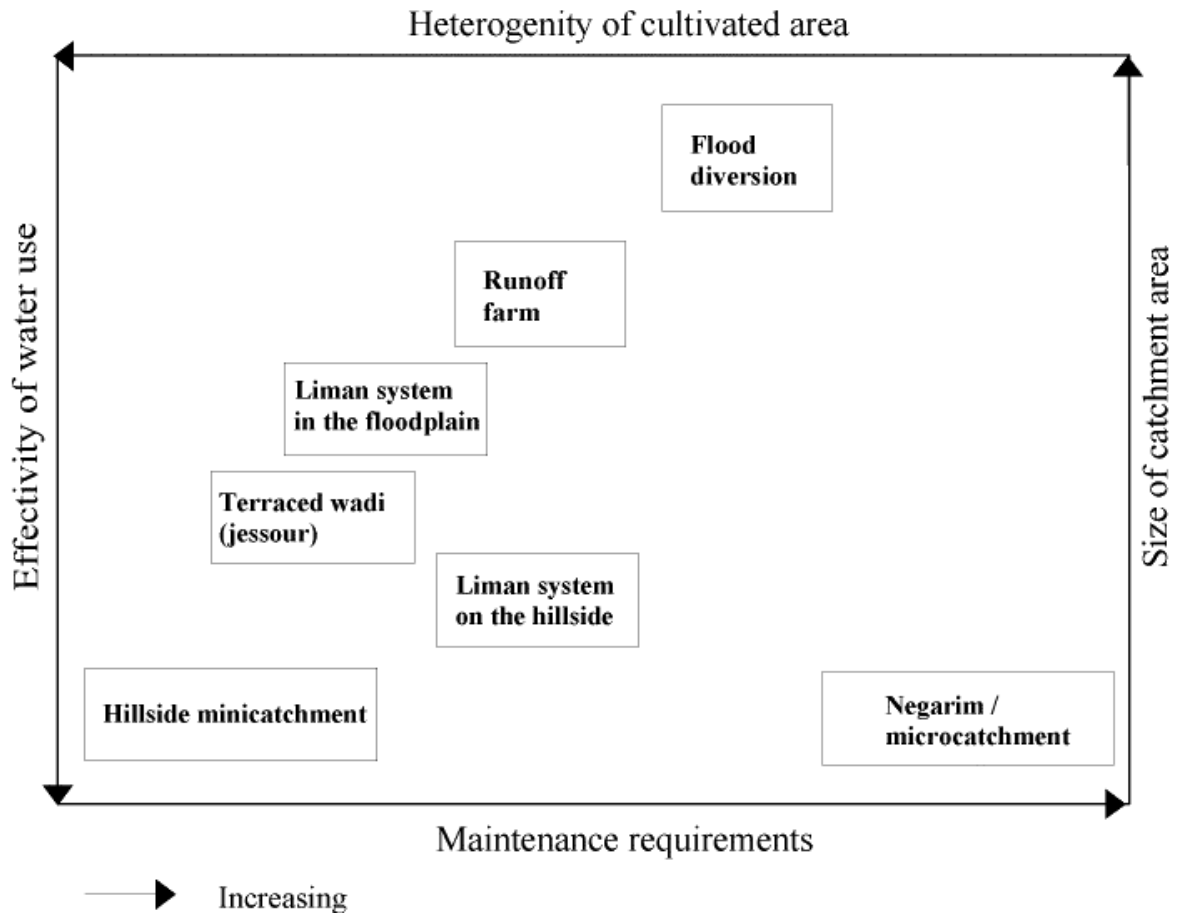 Heterogenity of cultivated area
Flood
diversion
Runoff
farm
Effectivity of water use
Size of catchment area
Liman system
in the floodplain
Terraced wadi
(jessour)
Liman system
on the hillside
Hillside minicatchment
Negarim /
microcatchment
Maintenance requirements
Increasing